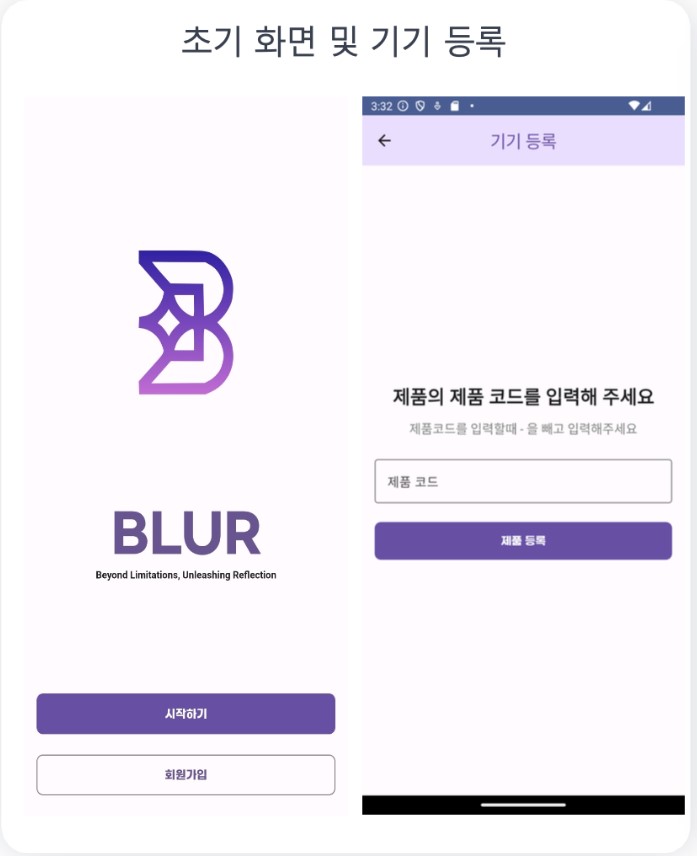 초기 화면 및 기기 등록
BLUR
Beyond Limitations, Unleashing Reflection
시작하기
회원가입
3:32
기기 등록
제품의 제품 코드를 입력해 주세요
제품코드를 입력할때 - 을 빼고 입력해주세요
제품 코드
제품 등록